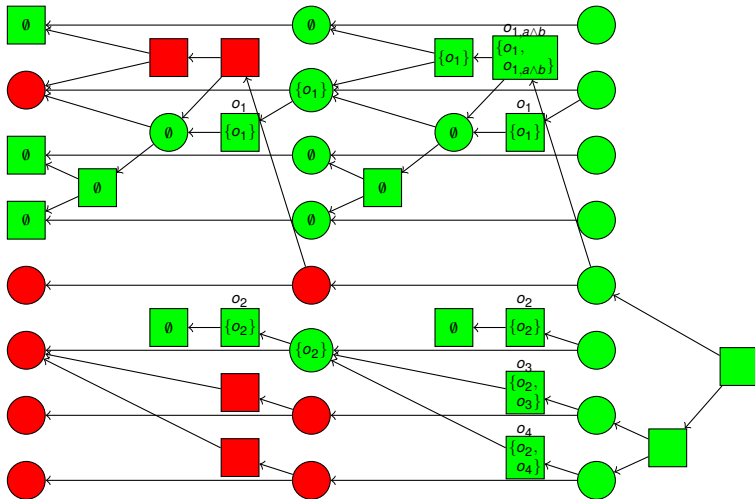 o1,a∧b
∅ ∅
{o1} {o1,
o1,a∧b}
{o1}
o1 o1
∅ {o1} ∅ {o1}
∅ ∅
∅ ∅
∅ ∅
o2 o2
∅ {o2} ∅ {o2}
{o2}
o3
{o2,
o3}
o4
{o2,
o4}